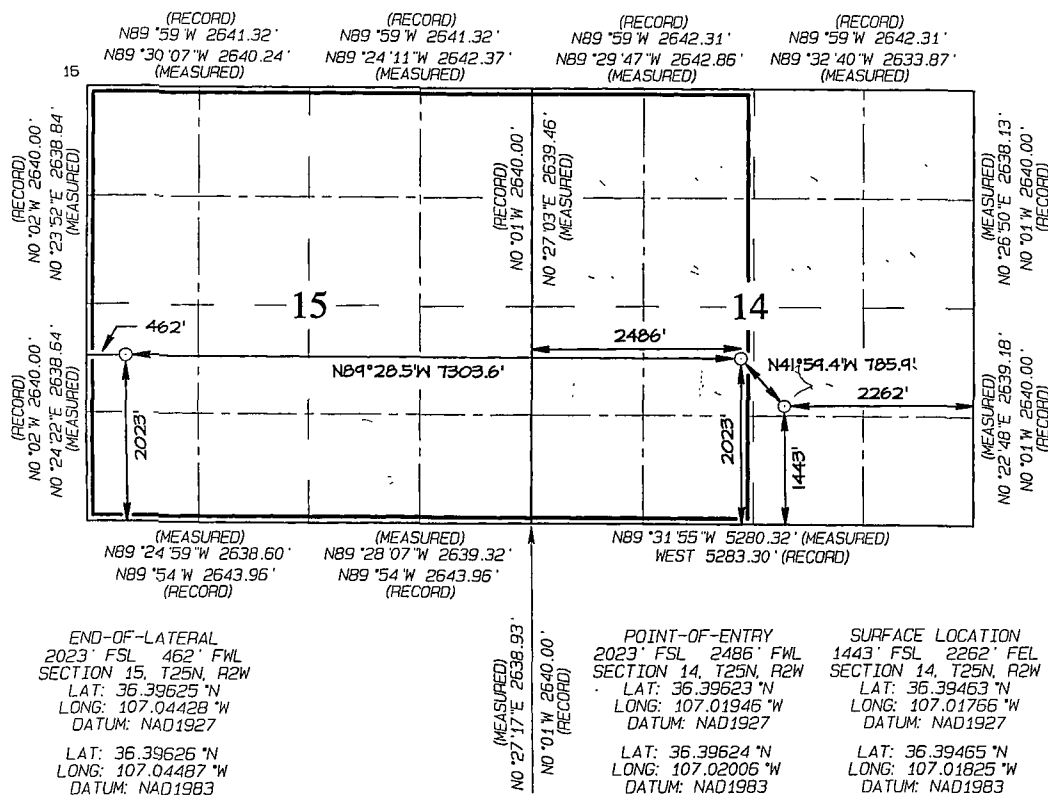 (RECORD)
N89°59'W 2641.32'
N89°30'07"W 2640.24'
(MEASURED)
(RECORD)
N89°59'W 2641.32'
N89°24'11"W 2642.37'
(MEASURED)
(RECORD)
N89°59'W 2642.31'
N89°29'47"W 2642.86'
(MEASURED)
(RECORD)
N89°59'W 2642.31'
N89°32'40"W 2633.87'
(MEASURED)
15
(RECORD)
N0°02'W 2640.00'
N0°23'52"E 2638.84'
(MEASURED)
(RECORD)
N0°01'W 2640.00'
N0°27'03"E 2639.46'
(MEASURED)
(MEASURED)
N0°26'50"E 2638.13'
N0°01'W 2640.00'
(RECORD)
15
14
462'
2486'
N89°28.5'W 7303.6'
N41°59.4'W 785.9'
2262'
2023'
2023'
1443'
(RECORD)
N0°02'W 2640.00'
N0°24'22"E 2638.64'
(MEASURED)
(MEASURED)
N0°22'48"E 2639.18'
N0°01'W 2640.00'
(RECORD)
(MEASURED)
N89°24'59"W 2638.60'
N89°54'W 2643.96'
(RECORD)
(MEASURED)
N89°28'07"W 2639.32'
N89°54'W 2643.96'
(RECORD)
N89°31'55"W 5280.32' (MEASURED)
WEST 5283.30' (RECORD)
(MEASURED)
N0°27'17"E 2638.93'
N0°01'W 2640.00'
(RECORD)
END-OF-LATERAL
2023' FSL 462' FWL
SECTION 15, T25N, R2W
LAT: 36.39625°N
LONG: 107.04428°W
DATUM: NAD1927
LAT: 36.39626°N
LONG: 107.04487°W
DATUM: NAD1983
POINT-OF-ENTRY
2023' FSL 2486' FWL
SECTION 14, T25N, R2W
LAT: 36.39623°N
LONG: 107.01946°W
DATUM: NAD1927
LAT: 36.39624°N
LONG: 107.02006°W
DATUM: NAD1983
SURFACE LOCATION
1443' FSL 2262' FEL
SECTION 14, T25N, R2W
LAT: 36.39463°N
LONG: 107.01766°W
DATUM: NAD1927
LAT: 36.39465°N
LONG: 107.01825°W
DATUM: NAD1983